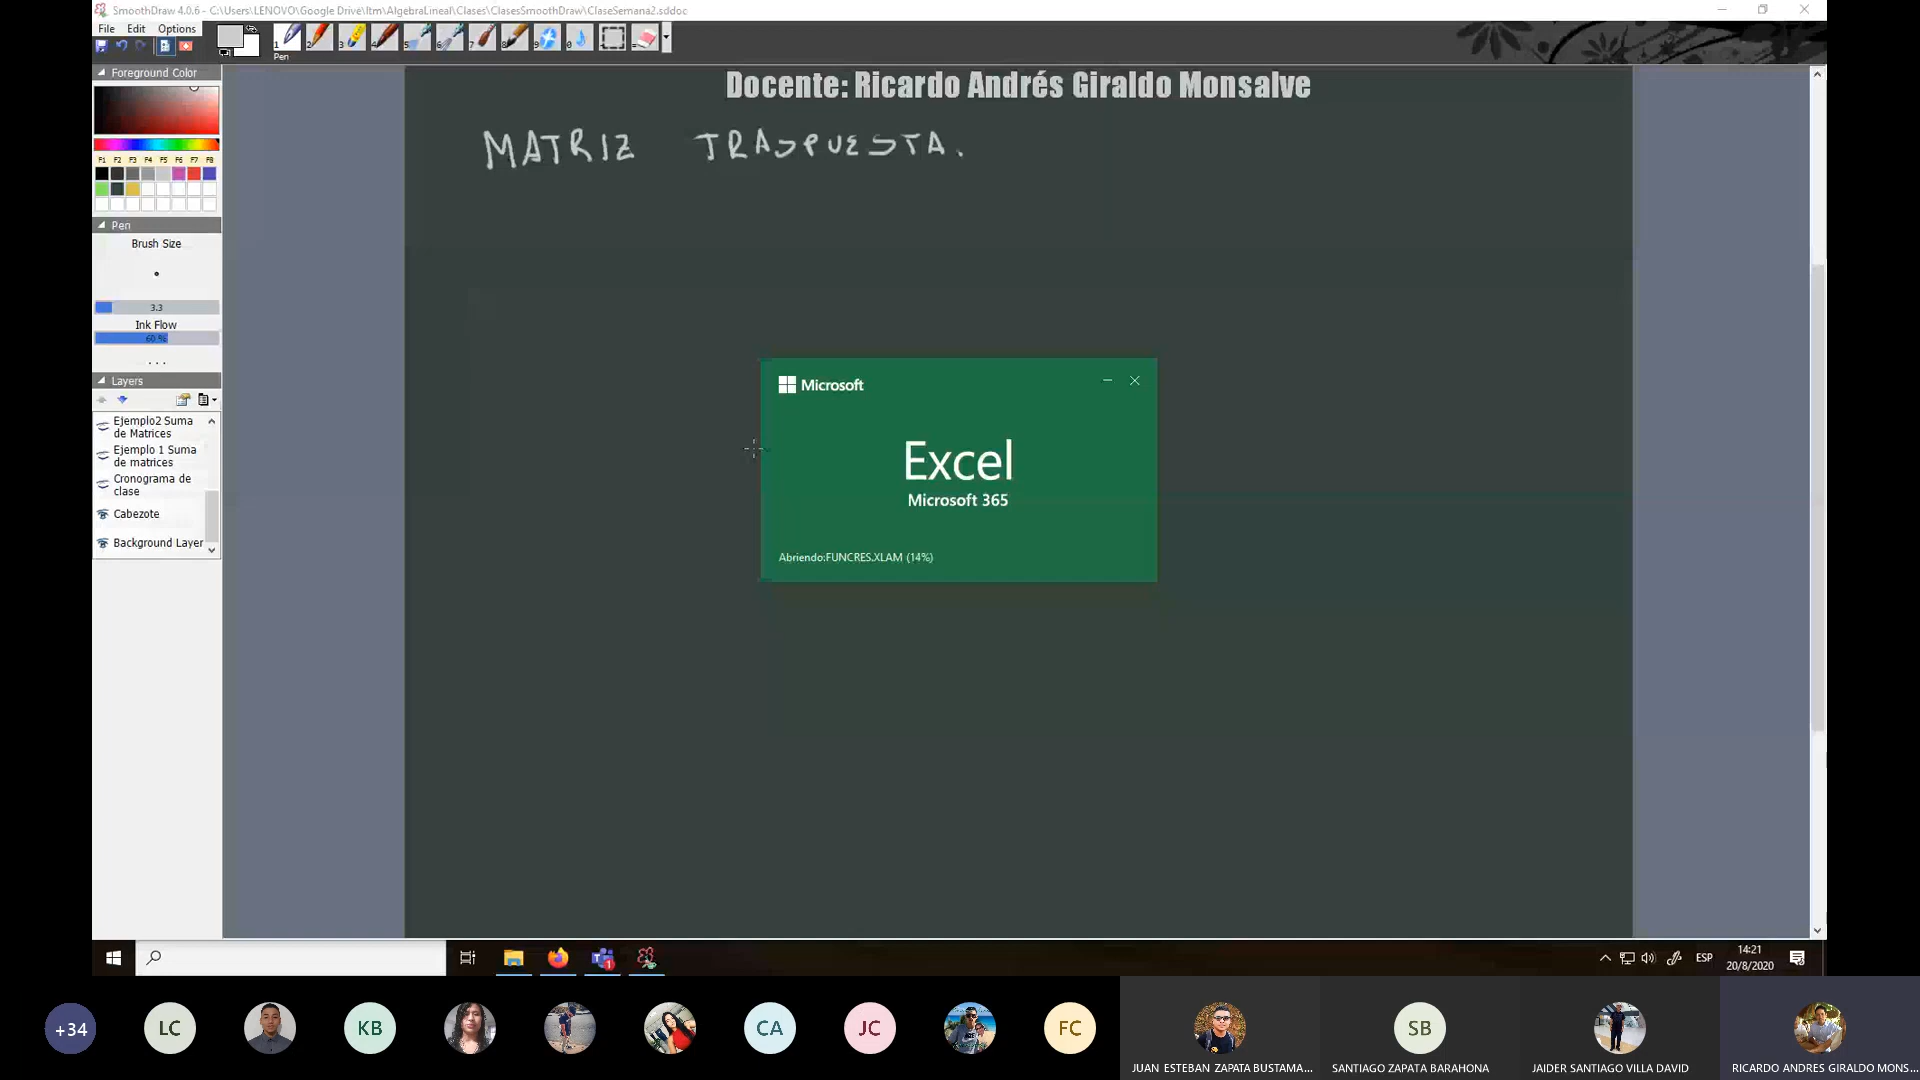 SmoothDraw 4.0.6 - C:\Users\LENOVO\Google Drive\Itm\AlgebraLineal\Clases\ClasesSmoothDraw\ClaseSemana2.sddoc
File Edit Options
Pen
Foreground Color
F1 F2 F3 F4 F5 F6 F7 F8
Pen
Brush Size
3.3
Ink Flow
60 %
...
Layers
Ejemplo2 Suma
de Matrices
Ejemplo 1 Suma
de matrices
Cronograma de
clase
Cabezote
Background Layer
Docente: Ricardo Andrés Giraldo Monsalve
MATRIZ TRASPUESTA.
Microsoft
Excel
Microsoft 365
Abriendo:FUNCRES.XLAM (14%)
ESP
14:21
20/8/2020
+34
LC
KB
CA
JC
FC
JUAN ESTEBAN ZAPATA BUSTAMA...
SB
SANTIAGO ZAPATA BARAHONA
JAIDER SANTIAGO VILLA DAVID
RICARDO ANDRES GIRALDO MONS...